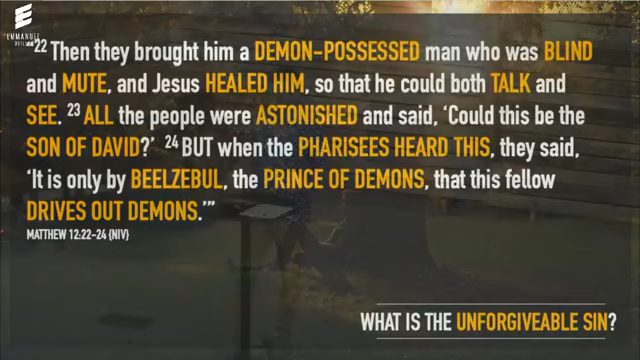 EMMANUEL
"22 Then they brought him a DEMON-POSSESSED man who was BLIND
and MUTE, and Jesus HEALED HIM, so that he could both TALK and
SEE. 23 ALL the people were ASTONISHED and said, ‘Could this be the
SON OF DAVID?’ 24 BUT when the PHARISEES HEARD THIS, they said,
‘It is only by BEELZEBUL, the PRINCE OF DEMONS, that this fellow
DRIVES OUT DEMONS.’”
MATTHEW 12:22-24 {NIV}
WHAT IS THE UNFORGIVEABLE SIN?